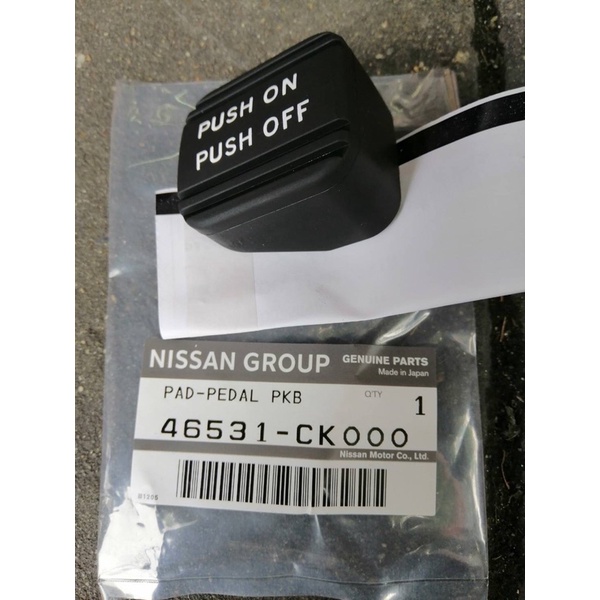 PUSH ON
PUSH OFF
NISSAN GROUP GENUINE PARTS
Made in Japan
PAD-PEDAL PKB QTY 1
46531-CK000
Nissan Motor Co., Ltd.